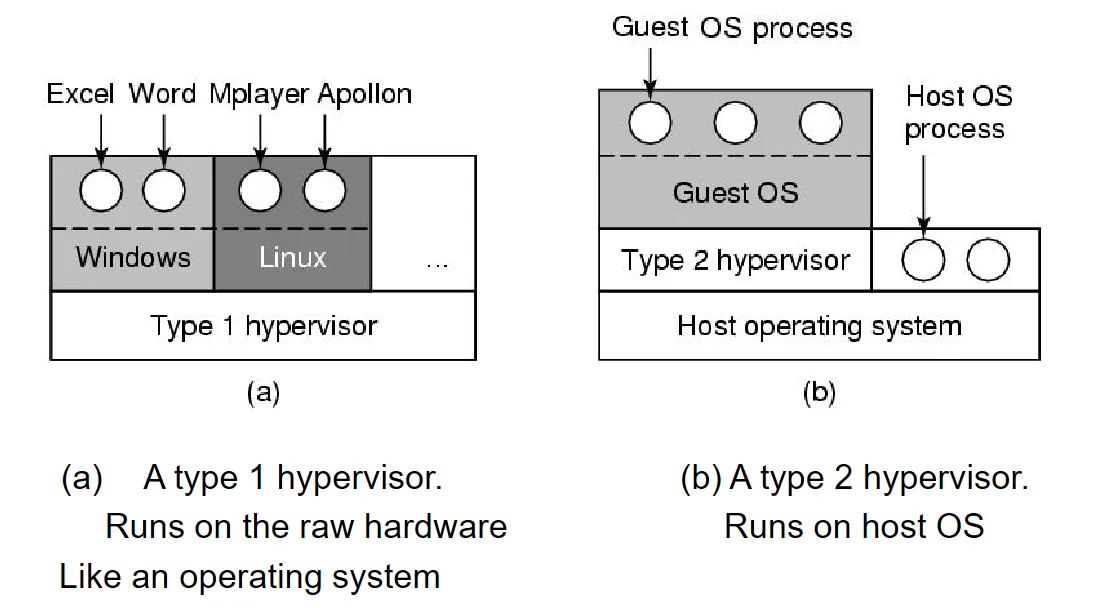 Guest OS process
Excel Word Mplayer Apollon
Host OS
process
Guest OS
Windows Linux ...
Type 2 hypervisor
Type 1 hypervisor
Host operating system
(a)
(b)
(a) A type 1 hypervisor.
Runs on the raw hardware
Like an operating system
(b) A type 2 hypervisor.
Runs on host OS